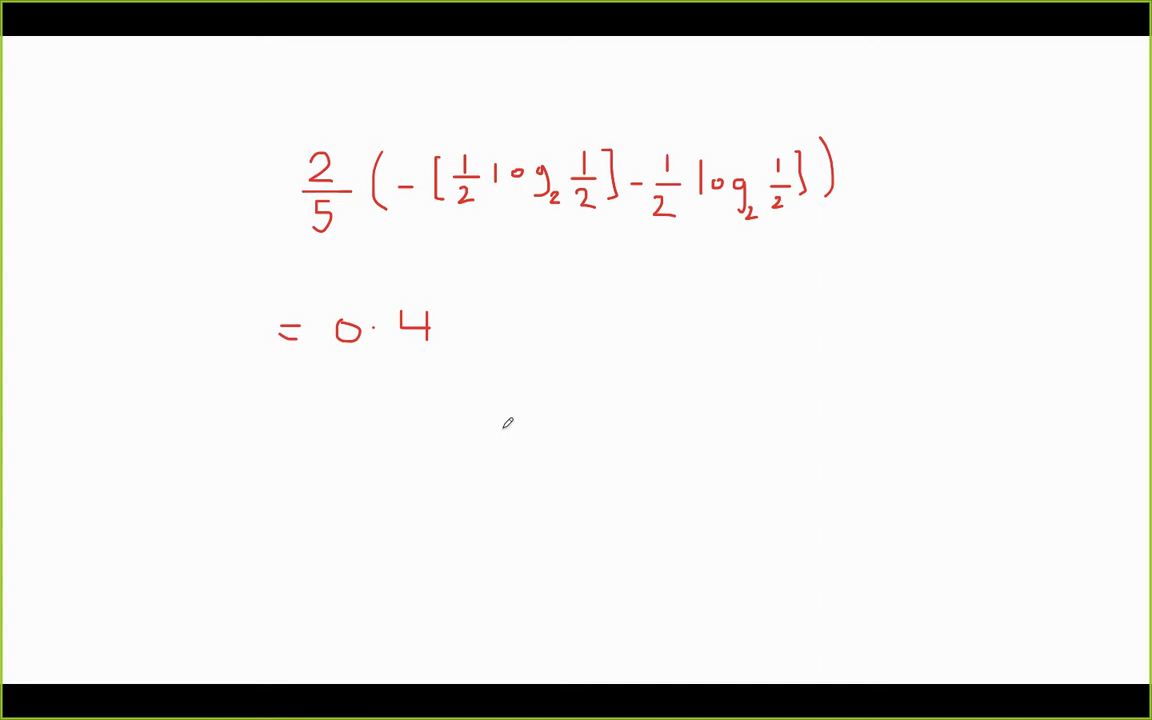 2/5 (- [1/2 log₂ 1/2] - 1/2 log₂ 1/2])
= 0.4